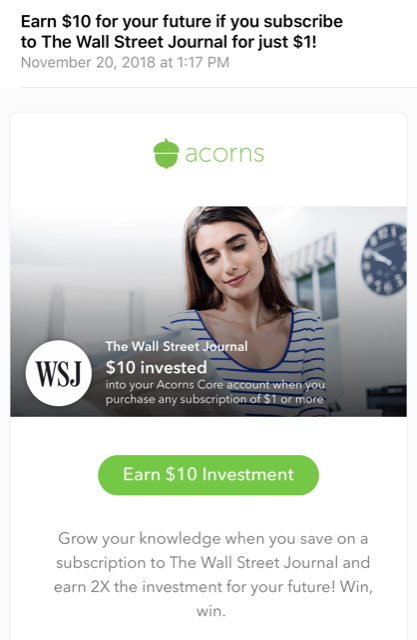 Earn $10 for your future if you subscribe
to The Wall Street Journal for just $1!
November 20, 2018 at 1:17 PM
acorns
The Wall Street Journal
WSJ
$10 invested
into your Acorns Core account when you
purchase any subscription of $1 or more
Earn $10 Investment
Grow your knowledge when you save on a
subscription to The Wall Street Journal and
earn 2X the investment for your future! Win,
win.